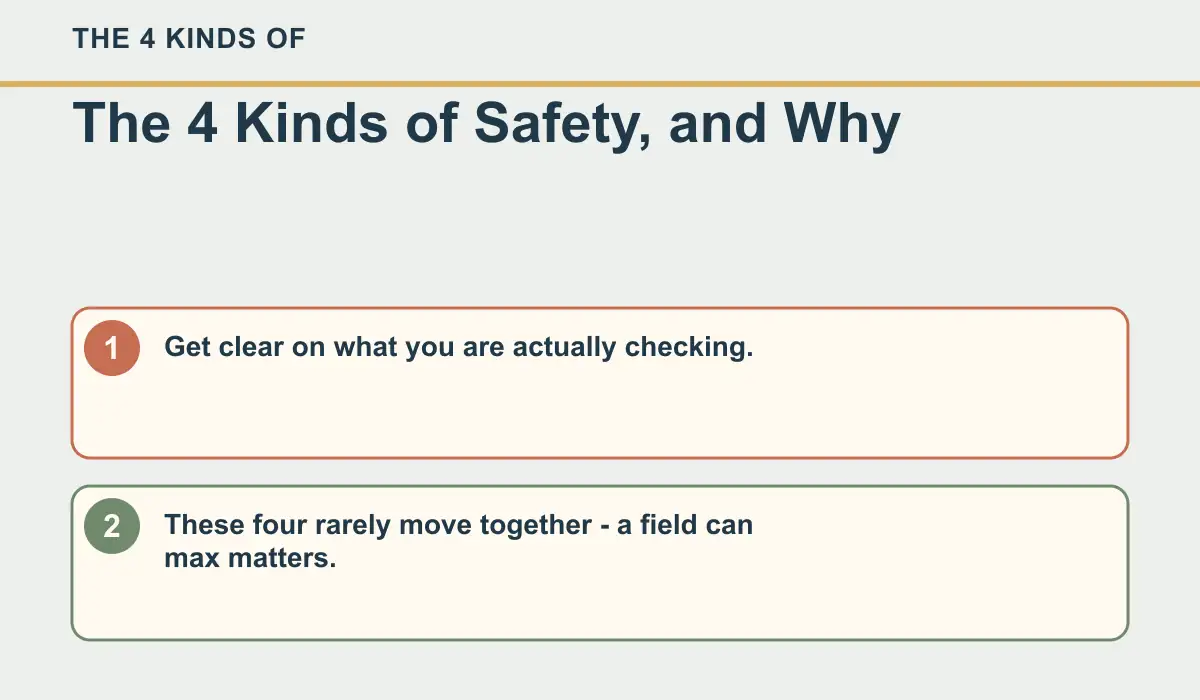 THE 4 KINDS OF
The 4 Kinds of Safety, and Why
1
Get clear on what you are actually checking.
2
These four rarely move together - a field can
max matters.